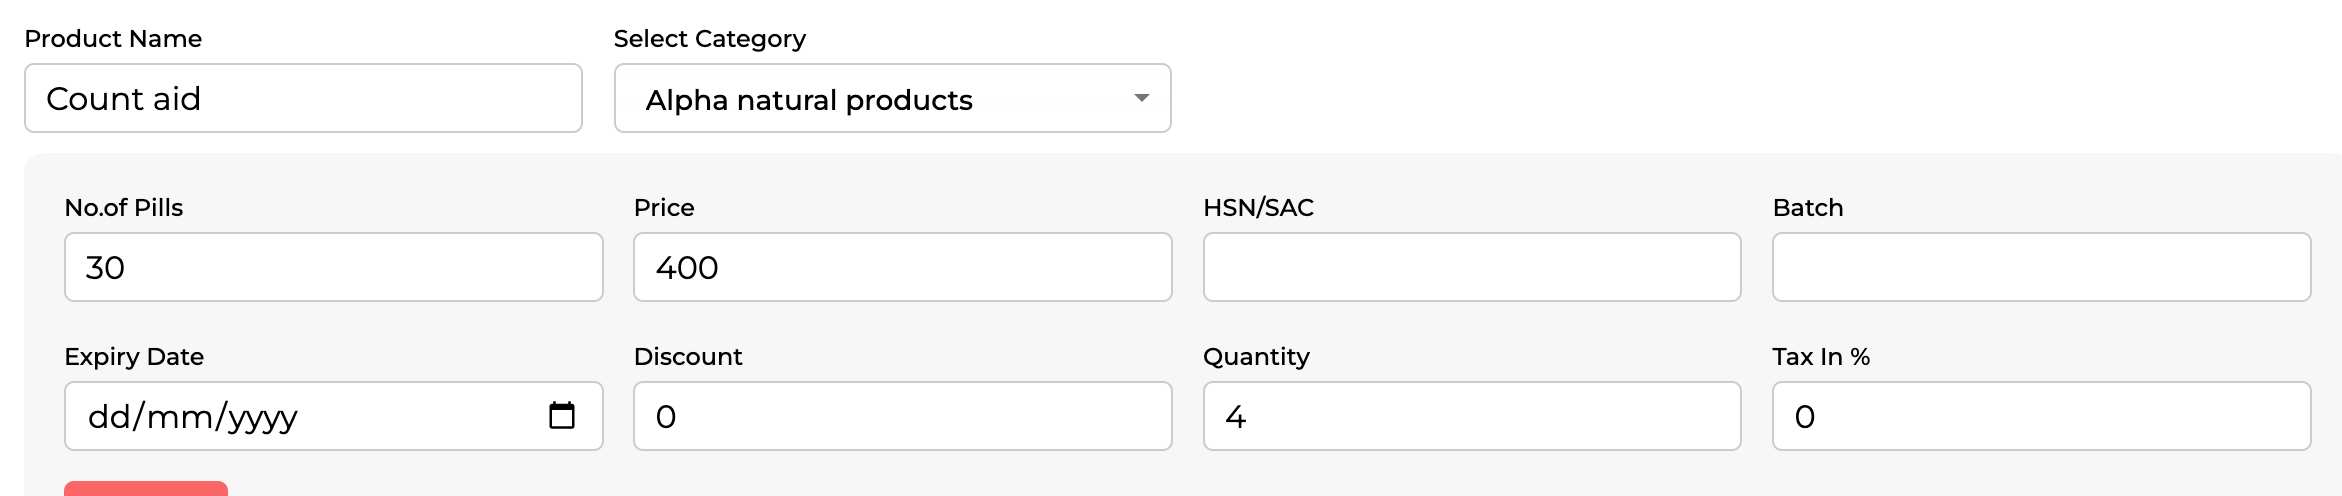 Product Name Select Category
Count aid Alpha natural products
No.of Pills Price HSN/SAC Batch
30 400
Expiry Date Discount Quantity Tax In %
dd/mm/yyyy 0 4 0